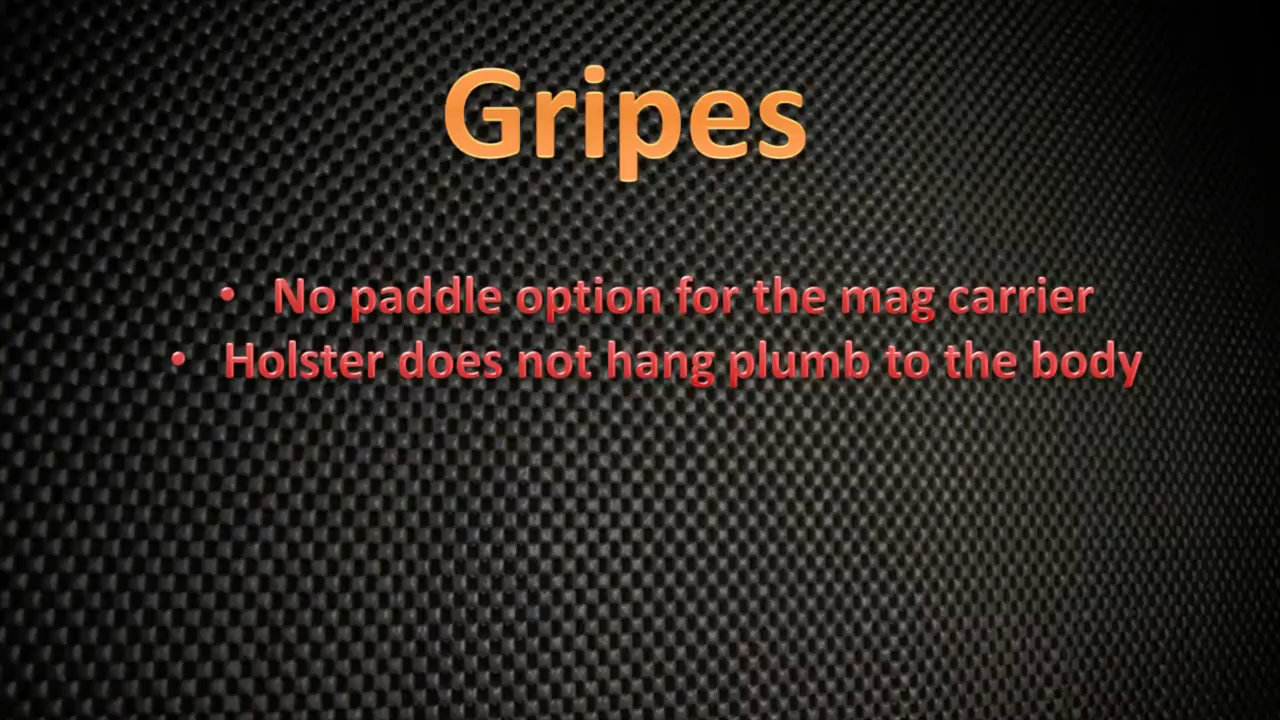 Gripes
• No paddle option for the mag carrier
• Holster does not hang plumb to the body